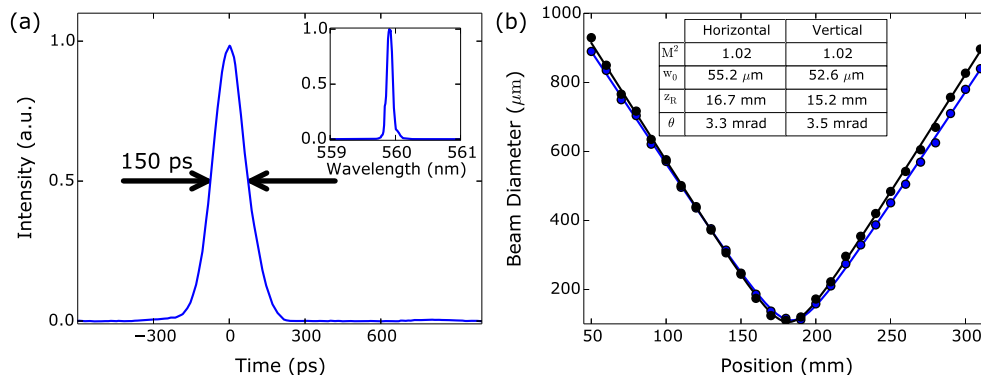 (a)
Intensity (a.u.)
1.0
0.5
0.0
150 ps
−300
0
300
600
Time (ps)
1.0
0.5
0.0
559
560
561
Wavelength (nm)
(b)
Beam Diameter (μm)
800
600
400
200
50
100
150
200
250
300
Position (mm)
Horizontal Vertical
M² 1.02 1.02
w₀ 55.2 μm 52.6 μm
z_R 16.7 mm 15.2 mm
θ 3.3 mrad 3.5 mrad
1000